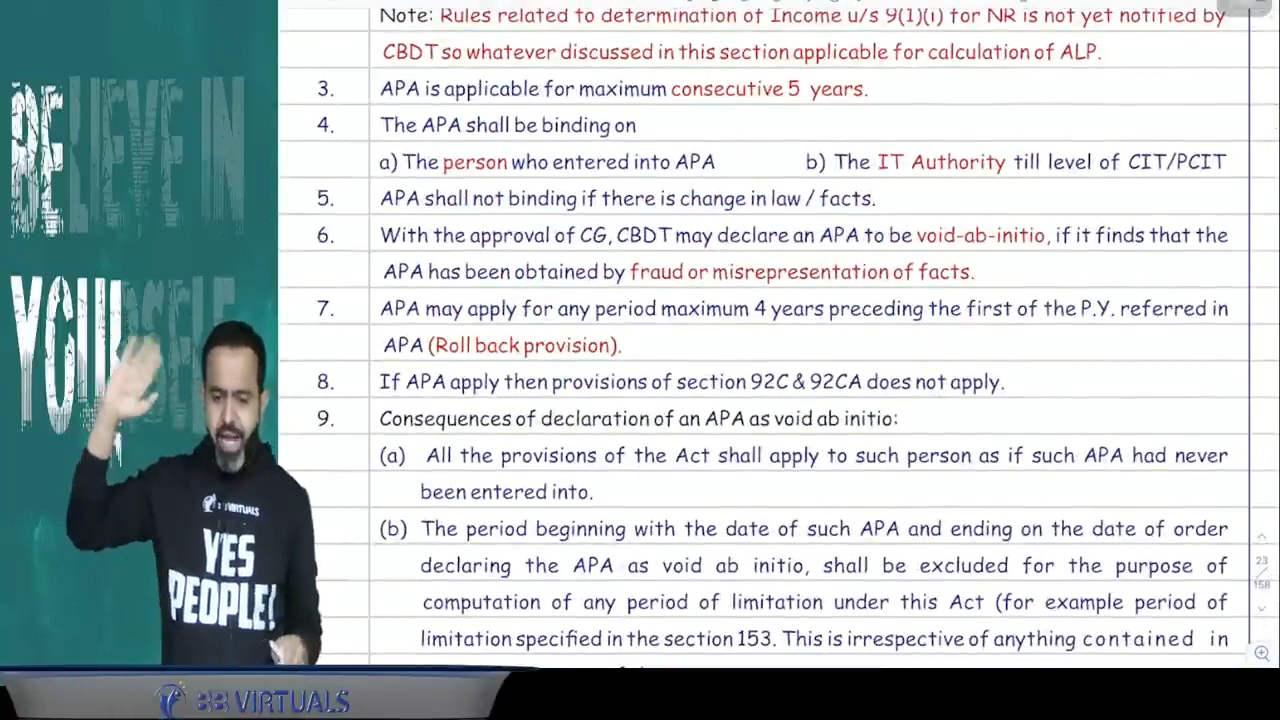 Note: Rules related to determination of Income u/s 9(1)(i) for NR is not yet notified by
CBDT so whatever discussed in this section applicable for calculation of ALP.
3. APA is applicable for maximum consecutive 5 years.
4. The APA shall be binding on
a) The person who entered into APA b) The IT Authority till level of CIT/PCIT
5. APA shall not binding if there is change in law / facts.
6. With the approval of CG, CBDT may declare an APA to be void-ab-initio, if it finds that the
APA has been obtained by fraud or misrepresentation of facts.
7. APA may apply for any period maximum 4 years preceding the first of the P.Y. referred in
APA (Roll back provision).
8. If APA apply then provisions of section 92C & 92CA does not apply.
9. Consequences of declaration of an APA as void ab initio:
(a) All the provisions of the Act shall apply to such person as if such APA had never
been entered into.
(b) The period beginning with the date of such APA and ending on the date of order
declaring the APA as void ab initio, shall be excluded for the purpose of
computation of any period of limitation under this Act (for example period of
limitation specified in the section 153. This is irrespective of anything contained in
23
158
BELIEVE IN
YOURSELF
BB VIRTUALS
YES
PEOPLE!
BB VIRTUALS